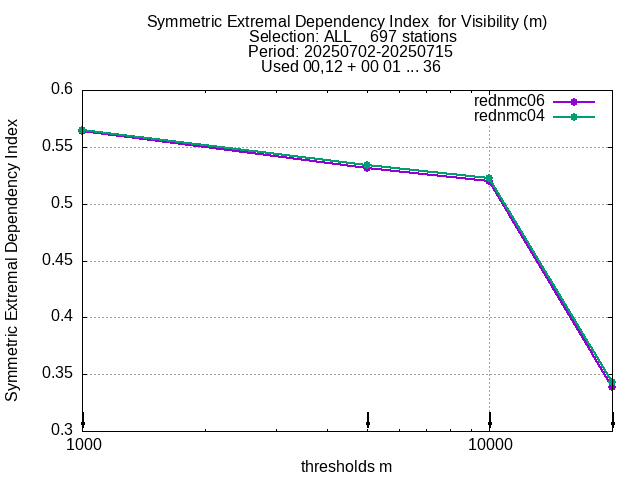 Symmetric Extremal Dependency Index  for Visibility (m)
Selection: ALL    697 stations
Period: 20250702-20250715
Used 00,12 + 00 01 ... 36
rednmc06
rednmc04
Symmetric Extremal Dependency Index
0.6
0.55
0.5
0.45
0.4
0.35
0.3
1000 10000
thresholds m